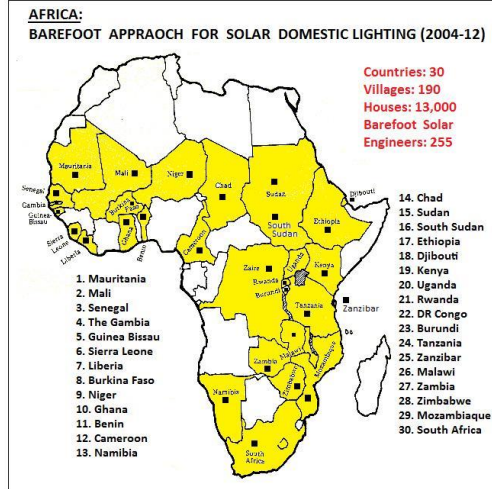 AFRICA:
BAREFOOT APPRAOCH FOR SOLAR DOMESTIC LIGHTING (2004-12)
Countries: 30
Villages: 190
Houses: 13,000
Barefoot Solar
Engineers: 255
Mauritania
Mali
Niger
Chad
Sudan
Djibouti
Senegal
Gambia
Guinea-
Bissau
Burkina
Faso
South
Sudan
Ethiopia
Sierra
Leone
Liberia
Ghana
Benin
Cameroon
Zaire
Uganda
Kenya
Rwanda
Burundi
Tanzania
Zanzibar
Malawi
Zambia
Mozambique
Zimbabwe
Namibia
South
Africa
1. Mauritania
2. Mali
3. Senegal
4. The Gambia
5. Guinea Bissau
6. Sierra Leone
7. Liberia
8. Burkina Faso
9. Niger
10. Ghana
11. Benin
12. Cameroon
13. Namibia
14. Chad
15. Sudan
16. South Sudan
17. Ethiopia
18. Djibouti
19. Kenya
20. Uganda
21. Rwanda
22. DR Congo
23. Burundi
24. Tanzania
25. Zanzibar
26. Malawi
27. Zambia
28. Zimbabwe
29. Mozambiaque
30. South Africa